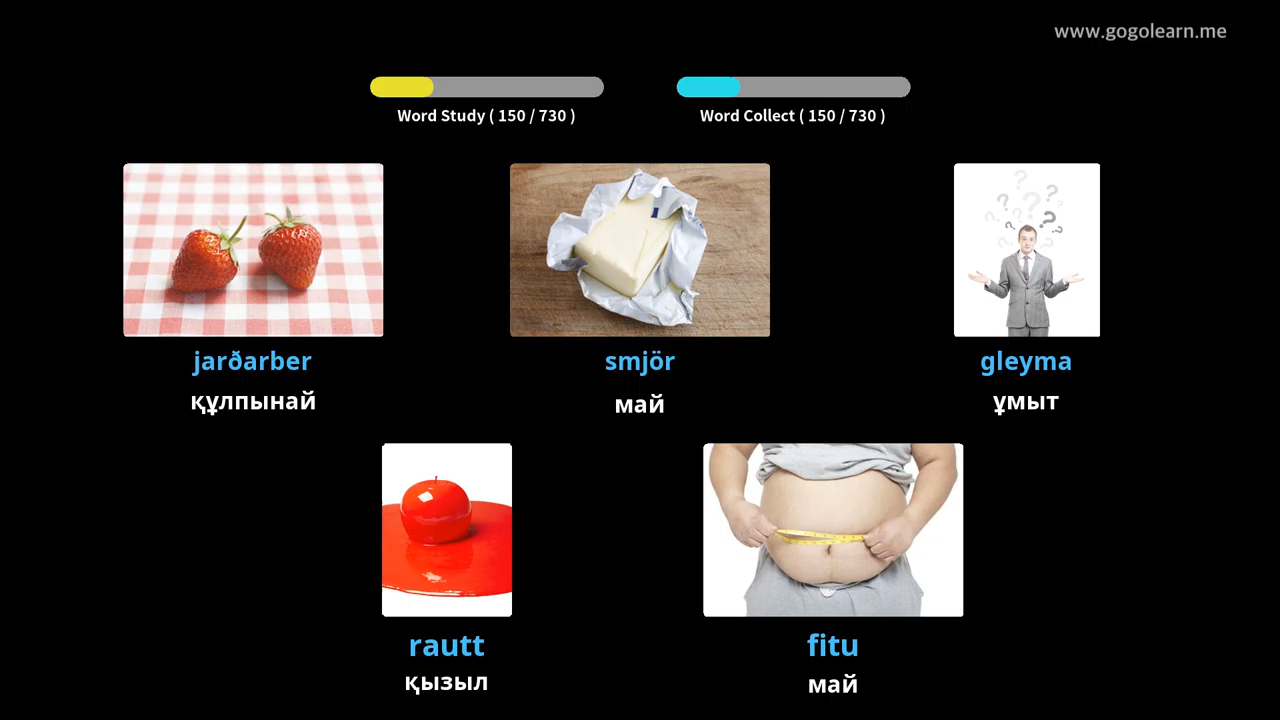 www.gogolearn.me
Word Study ( 150 / 730 )
Word Collect ( 150 / 730 )
jarðarber
құлпынай
smjör
май
gleyma
ұмыт
rautt
қызыл
fitu
май